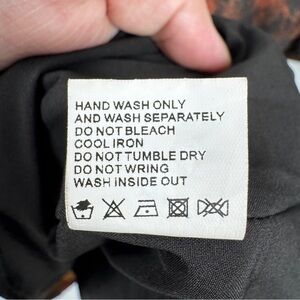 HAND WASH ONLY
AND WASH SEPARATELY
DO NOT BLEACH
COOL IRON
DO NOT TUMBLE DRY
DO NOT WRING
WASH INSIDE OUT